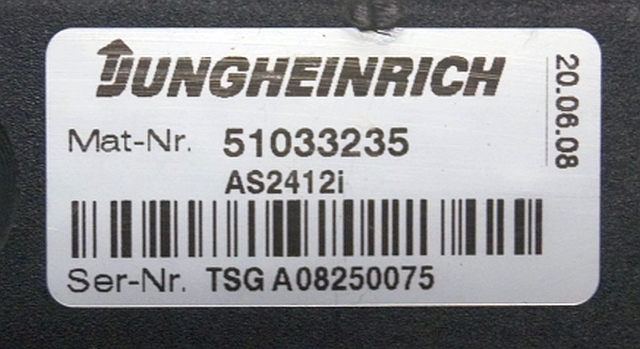 JUNGHEINRICH
20.06.08
Mat-Nr. 51033235
AS2412i
Ser-Nr. TSG A08250075